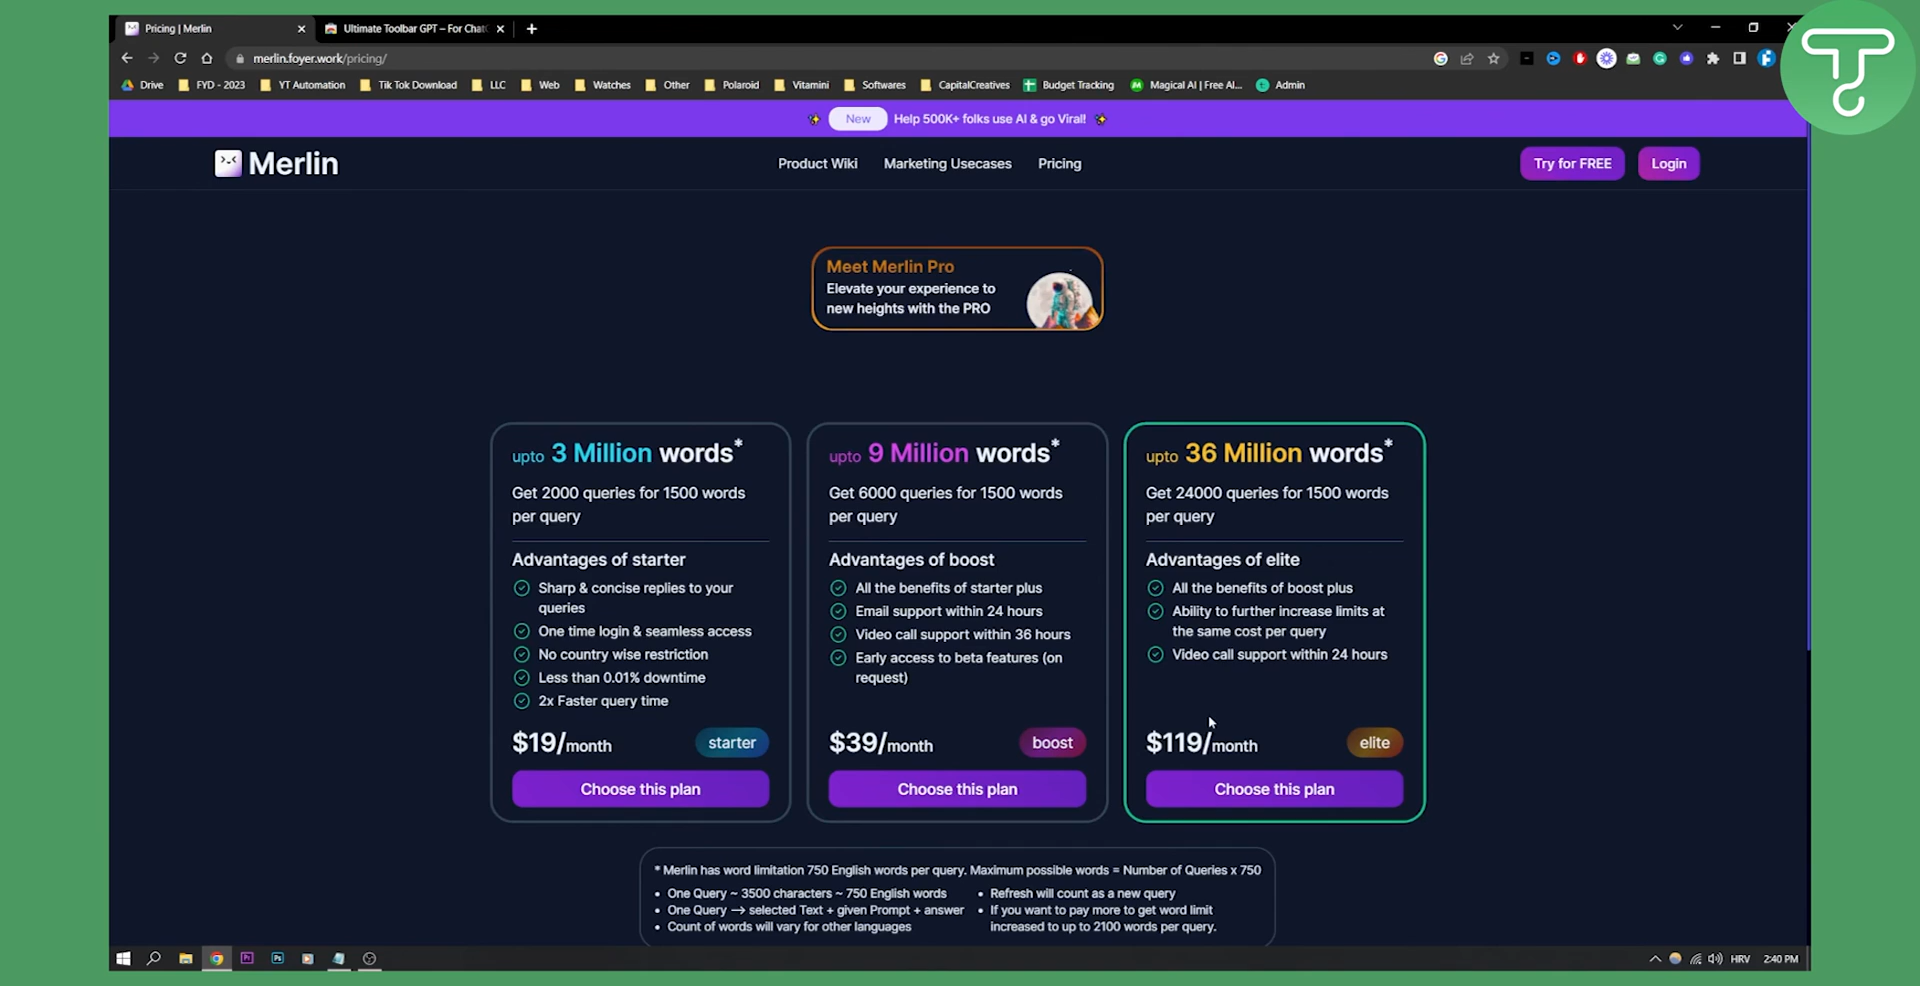 Pricing | Merlin
Ultimate Toolbar GPT – For Chat
merlin.foyer.work/pricing/
Drive FYD - 2023 YT Automation Tik Tok Download LLC Web Watches Other Polaroid Vitamini Softwares CapitalCreatives Budget Tracking Magical AI | Free AI... Admin
New Help 500K+ folks use AI & go Viral!
Merlin
Product Wiki Marketing Usecases Pricing
Try for FREE Login
Meet Merlin Pro
Elevate your experience to
new heights with the PRO
upto 3 Million words*
Get 2000 queries for 1500 words
per query
Advantages of starter
Sharp & concise replies to your
queries
One time login & seamless access
No country wise restriction
Less than 0.01% downtime
2x Faster query time
$19/month starter
Choose this plan
upto 9 Million words*
Get 6000 queries for 1500 words
per query
Advantages of boost
All the benefits of starter plus
Email support within 24 hours
Video call support within 36 hours
Early access to beta features (on
request)
$39/month boost
Choose this plan
upto 36 Million words*
Get 24000 queries for 1500 words
per query
Advantages of elite
All the benefits of boost plus
Ability to further increase limits at
the same cost per query
Video call support within 24 hours
$119/month elite
Choose this plan
* Merlin has word limitation 750 English words per query. Maximum possible words = Number of Queries x 750
• One Query ~ 3500 characters ~ 750 English words
• One Query –> selected Text + given Prompt + answer
• Count of words will vary for other languages
• Refresh will count as a new query
• If you want to pay more to get word limit
increased to up to 2100 words per query.
HRV 2:40 PM